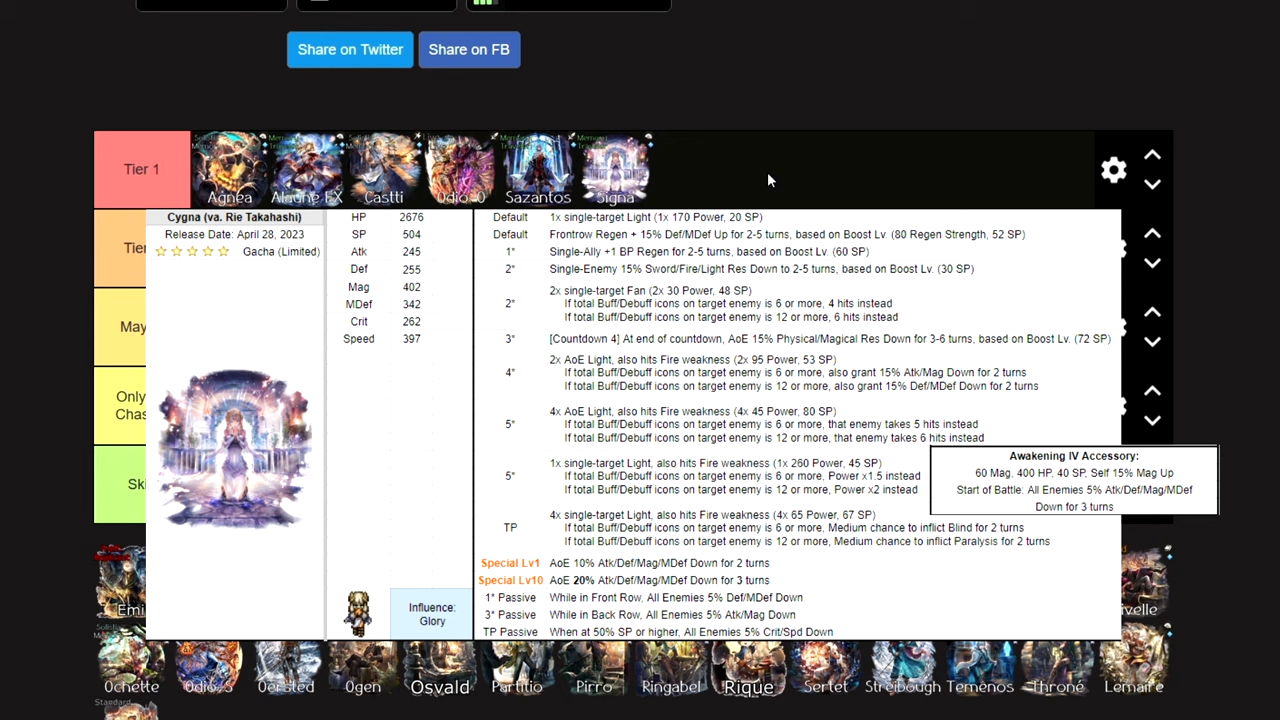 Share on Twitter
Share on FB
Tier 1
Agnea
Alaune EX
Castti
Odio_O
Sazantos
Signa
Cygna (va. Rie Takahashi)
Release Date: April 28, 2023
Gacha (Limited)
HP 2676
SP 504
Atk 245
Def 255
Mag 402
MDef 342
Crit 262
Speed 397
Influence:
Glory
Default 1x single-target Light (1x 170 Power, 20 SP)
Default Frontrow Regen + 15% Def/MDef Up for 2-5 turns, based on Boost Lv. (80 Regen Strength, 52 SP)
1* Single-Ally +1 BP Regen for 2-5 turns, based on Boost Lv. (60 SP)
2* Single-Enemy 15% Sword/Fire/Light Res Down to 2-5 turns, based on Boost Lv. (30 SP)
2* 2x single-target Fan (2x 30 Power, 48 SP)
If total Buff/Debuff icons on target enemy is 6 or more, 4 hits instead
If total Buff/Debuff icons on target enemy is 12 or more, 6 hits instead
3* [Countdown 4] At end of countdown, AoE 15% Physical/Magical Res Down for 3-6 turns, based on Boost Lv. (72 SP)
4* 2x AoE Light, also hits Fire weakness (2x 95 Power, 53 SP)
If total Buff/Debuff icons on target enemy is 6 or more, also grant 15% Atk/Mag Down for 2 turns
If total Buff/Debuff icons on target enemy is 12 or more, also grant 15% Def/MDef Down for 2 turns
5* 4x AoE Light, also hits Fire weakness (4x 45 Power, 80 SP)
If total Buff/Debuff icons on target enemy is 6 or more, that enemy takes 5 hits instead
If total Buff/Debuff icons on target enemy is 12 or more, that enemy takes 6 hits instead
5* 1x single-target Light, also hits Fire weakness (1x 260 Power, 45 SP)
If total Buff/Debuff icons on target enemy is 6 or more, Power x1.5 instead
If total Buff/Debuff icons on target enemy is 12 or more, Power x2 instead
TP 4x single-target Light, also hits Fire weakness (4x 65 Power, 67 SP)
If total Buff/Debuff icons on target enemy is 6 or more, Medium chance to inflict Blind for 2 turns
If total Buff/Debuff icons on target enemy is 12 or more, Medium chance to inflict Paralysis for 2 turns
Special Lv1 AoE 10% Atk/Def/Mag/MDef Down for 2 turns
Special Lv10 AoE 20% Atk/Def/Mag/MDef Down for 3 turns
1* Passive While in Front Row, All Enemies 5% Def/MDef Down
3* Passive While in Back Row, All Enemies 5% Atk/Mag Down
TP Passive When at 50% SP or higher, All Enemies 5% Crit/Spd Down
Awakening IV Accessory:
60 Mag, 400 HP, 40 SP, Self 15% Mag Up
Start of Battle: All Enemies 5% Atk/Def/Mag/MDef
Down for 3 turns
Tier
May
Only
Chas
Ski
Emi
velle
Ochette
Odio_S
Oersted
Ogen
Osvald
Partitio
Pirro
Ringabel
Rique
Sertet
Streibough
Temenos
Throné
Lemaire
Standard